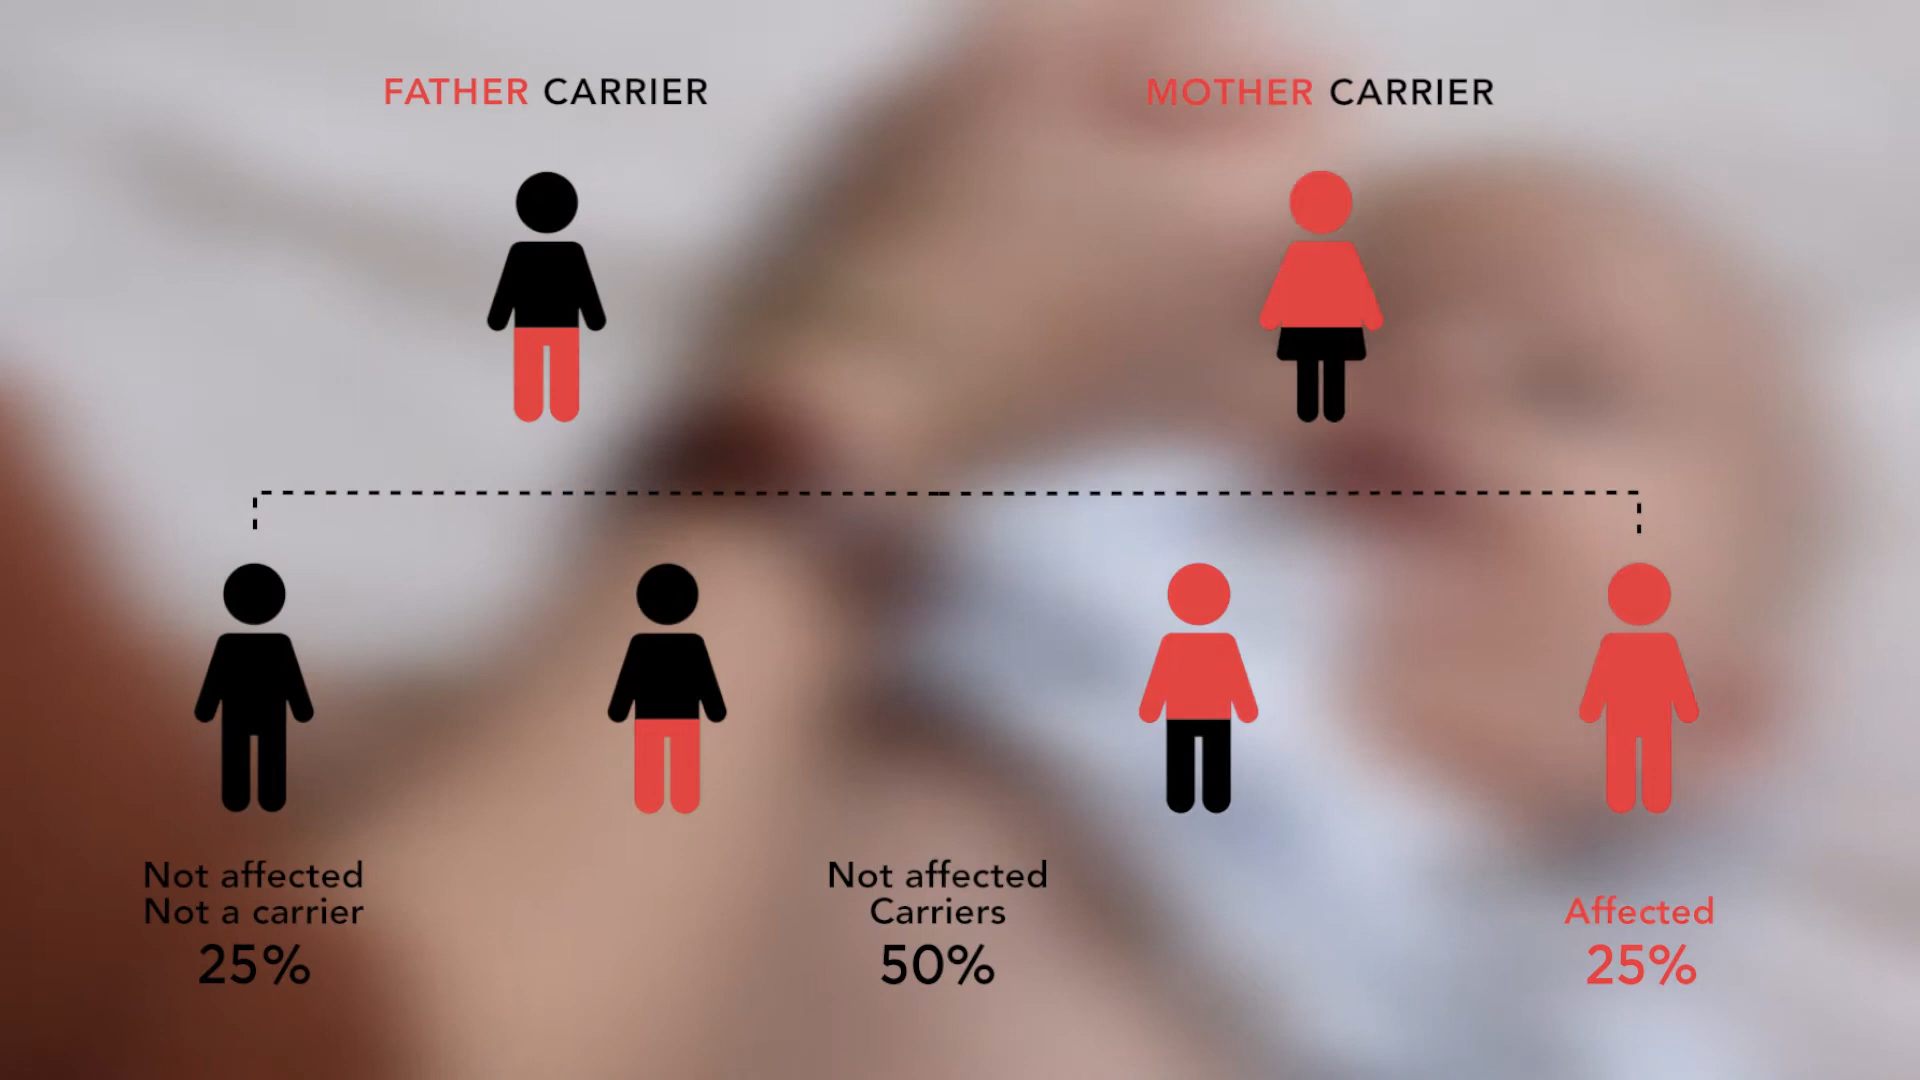 FATHER CARRIER
MOTHER CARRIER
Not affected
Not a carrier
25%
Not affected
Carriers
50%
Affected
25%